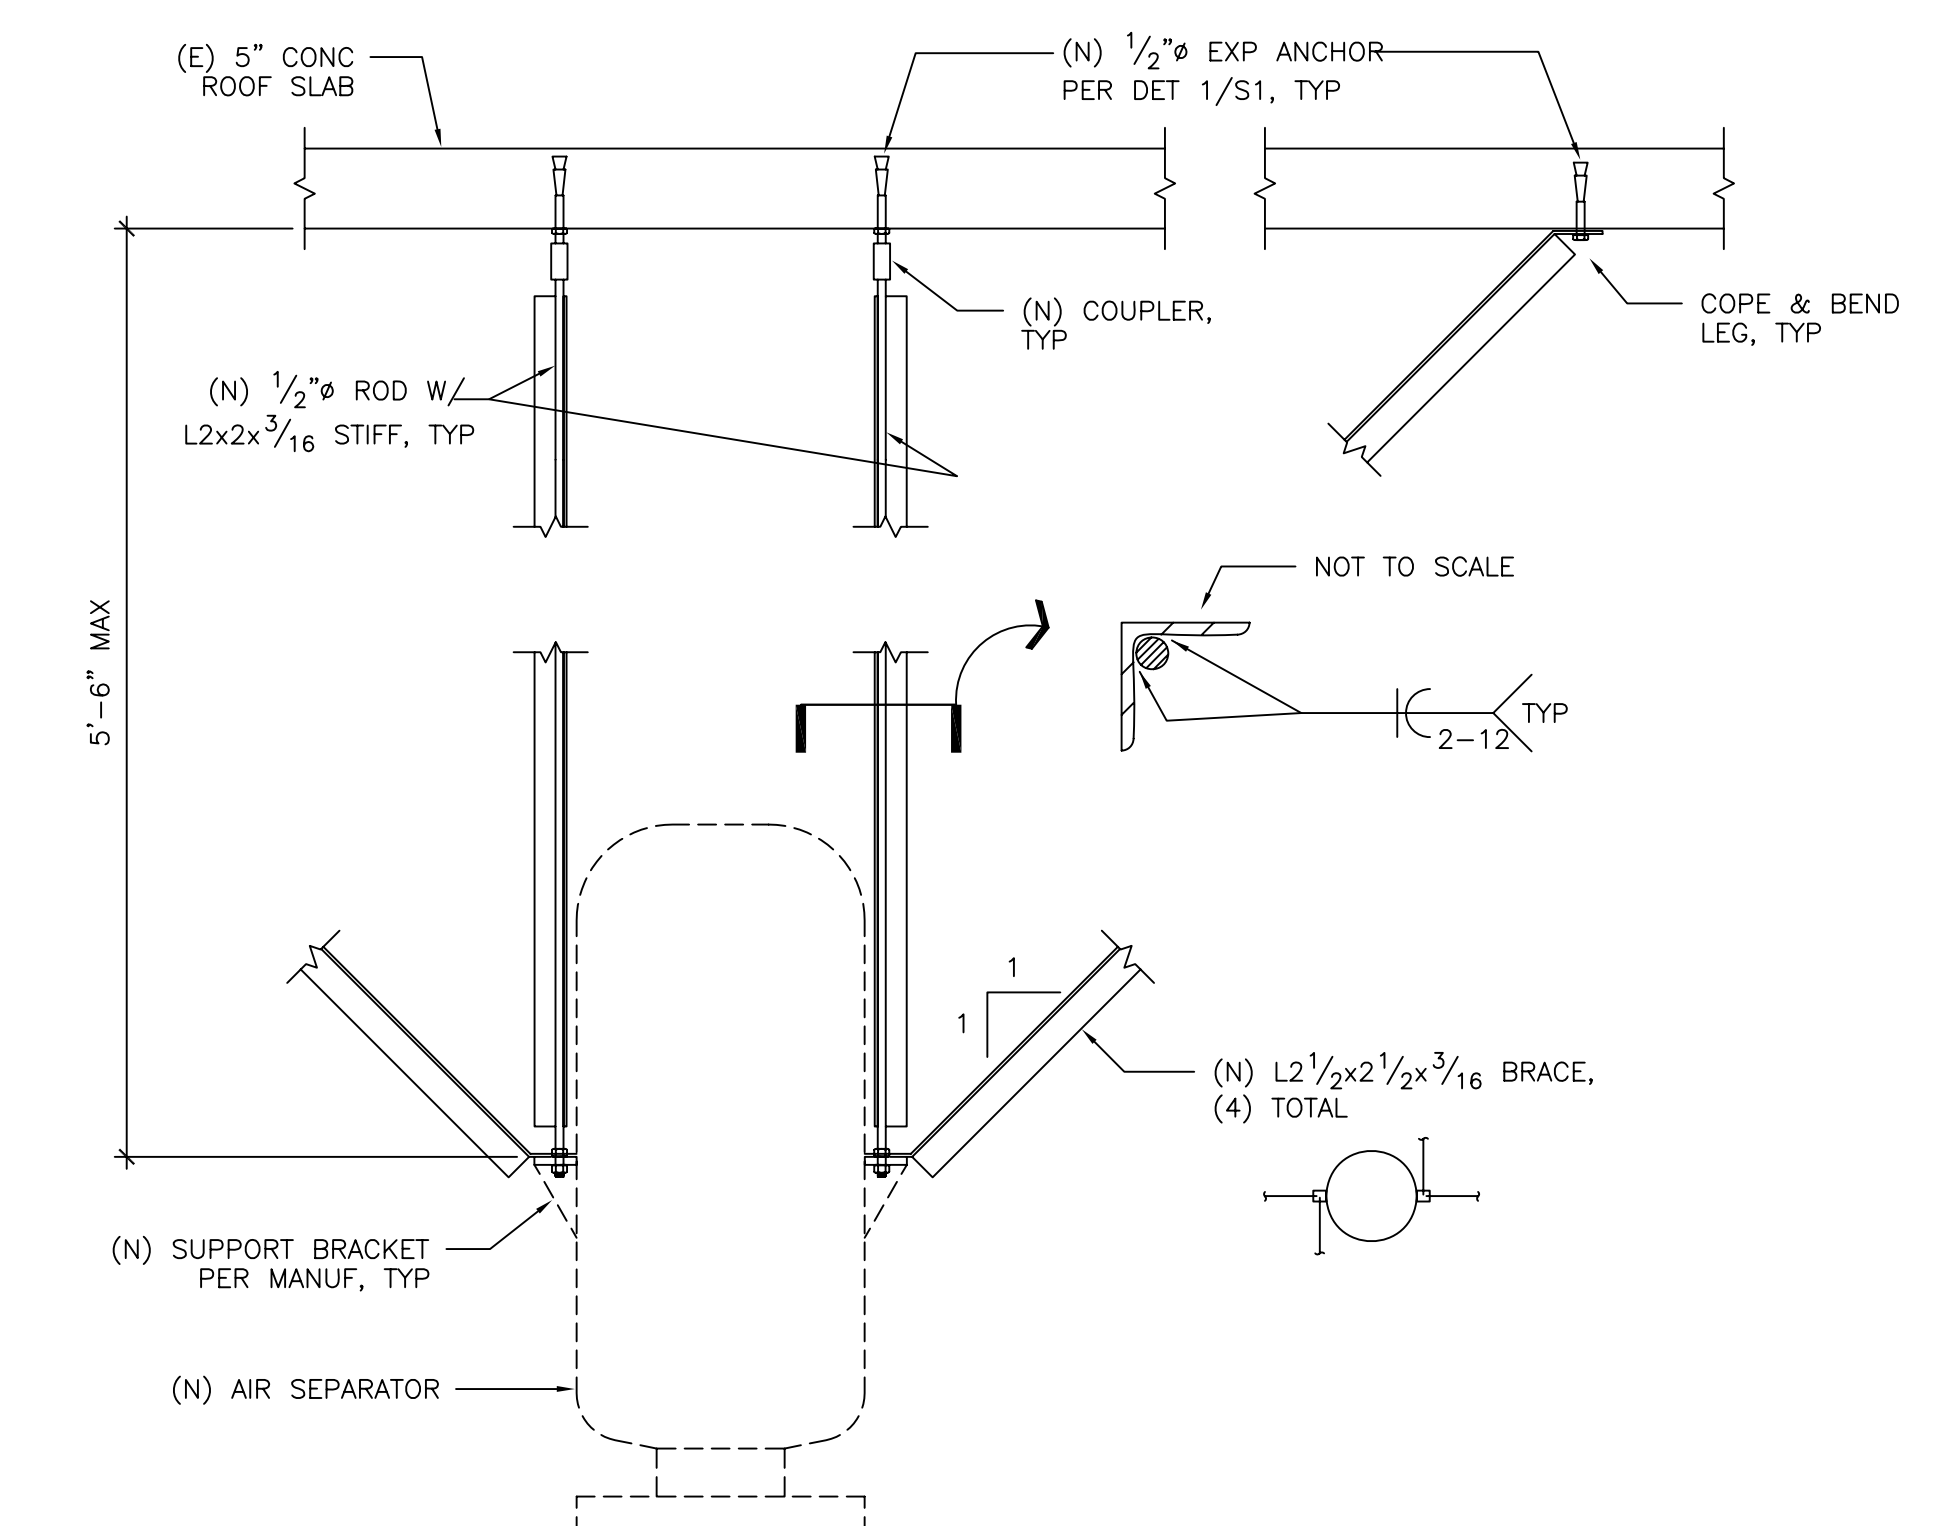 (E) 5" CONC
ROOF SLAB
(N) 1/2"ø EXP ANCHOR
PER DET 1/S1, TYP
(N) COUPLER,
TYP
COPE & BEND
LEG, TYP
(N) 1/2"ø ROD W/
L2x2x3/16 STIFF, TYP
NOT TO SCALE
5'-6" MAX
TYP
2-12
1
1
(N) L2 1/2x2 1/2x3/16 BRACE,
(4) TOTAL
(N) SUPPORT BRACKET
PER MANUF, TYP
(N) AIR SEPARATOR